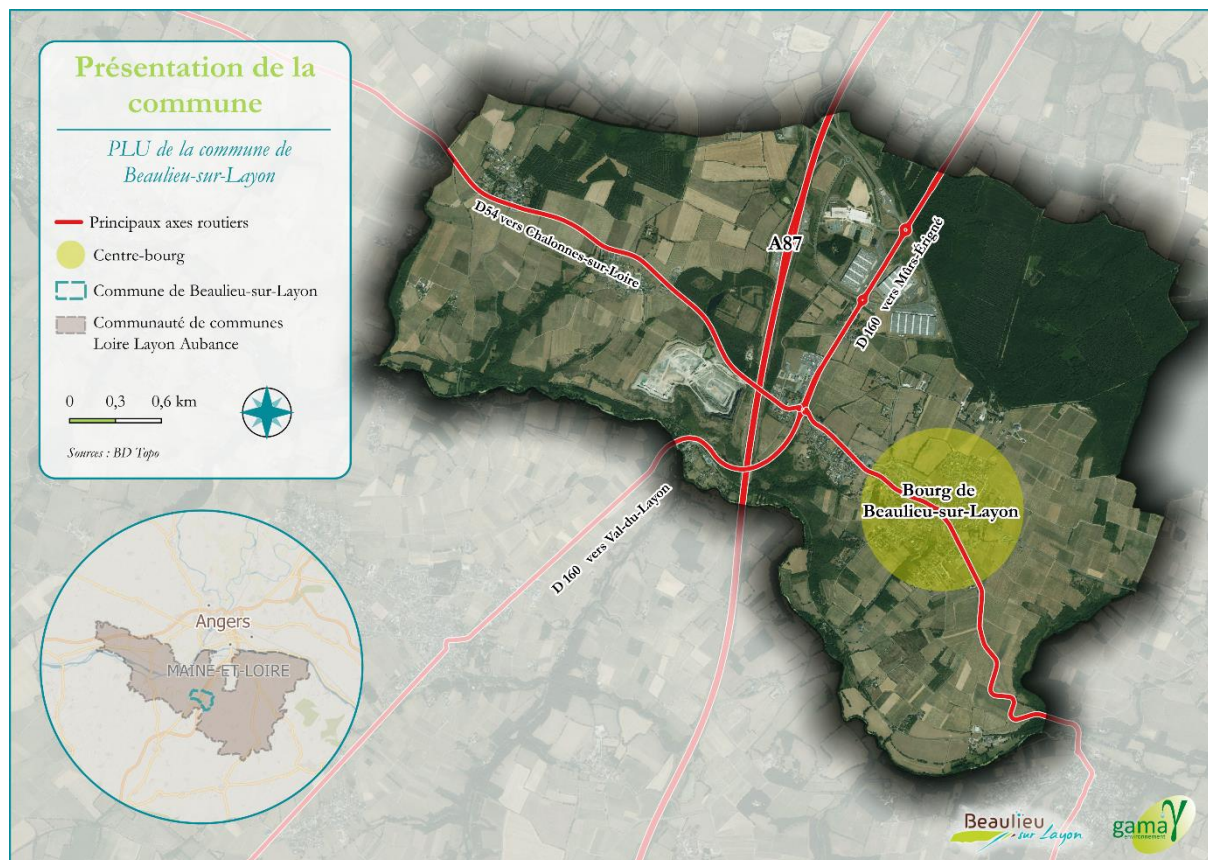 Présentation de la
commune
PLU de la commune de
Beaulieu-sur-Layon
Principaux axes routiers
Centre-bourg
Commune de Beaulieu-sur-Layon
Communauté de communes
Loire Layon Aubance
0 0,3 0,6 km
Sources : BD Topo
D54 vers Chalonnes-sur-Loire
A87
D 160 vers Mûrs-Érigné
Bourg de
Beaulieu-sur-Layon
D 160 vers Val-du-Layon
Angers
MAINE-ET-LOIRE
Beaulieu
sur Layon
gama
ENVIRONNEMENT